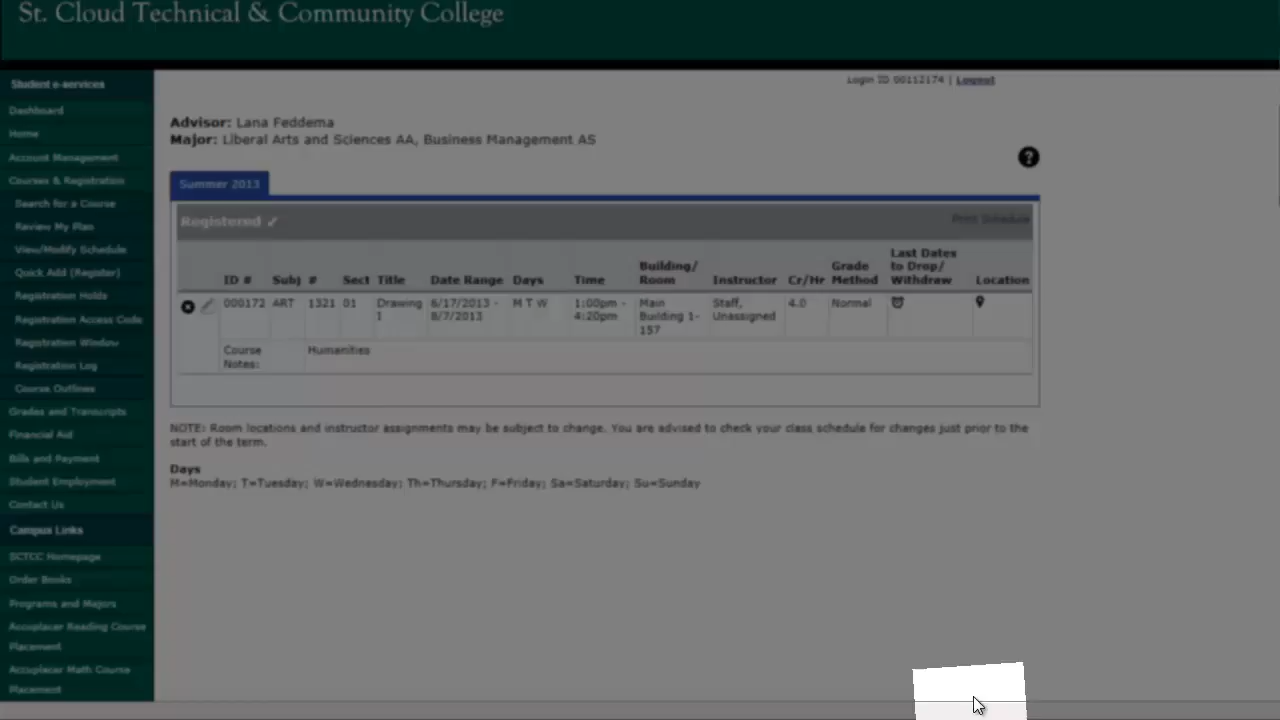 St. Cloud Technical & Community College
Student e-services
Login ID 00112174 | Logout
Dashboard
Home
Account Management
Courses & Registration
Search for a Course
Review My Plan
View/Modify Schedule
Quick Add (Register)
Registration Holds
Registration Access Code
Registration Window
Registration Log
Course Outlines
Grades and Transcripts
Financial Aid
Bills and Payment
Student Employment
Contact Us
Campus Links
SCTCC Homepage
Order Books
Programs and Majors
Accuplacer Reading Course
Placement
Accuplacer Math Course
Placement
Advisor: Lana Feddema
Major: Liberal Arts and Sciences AA, Business Management AS
?
Summer 2013
Registered ✓ Print Schedule
ID # Subj # Sect Title Date Range Days Time Building/ Room Instructor Cr/Hr Grade Method Last Dates to Drop/ Withdraw Location
000172 ART 1321 01 Drawing 1 6/17/2013 - 8/7/2013 M T W 1:00pm - 4:20pm Main Building 1-157 Staff, Unassigned 4.0 Normal
Course Notes: Humanities
NOTE: Room locations and instructor assignments may be subject to change. You are advised to check your class schedule for changes just prior to the
start of the term.
Days
M=Monday; T=Tuesday; W=Wednesday; Th=Thursday; F=Friday; Sa=Saturday; Su=Sunday